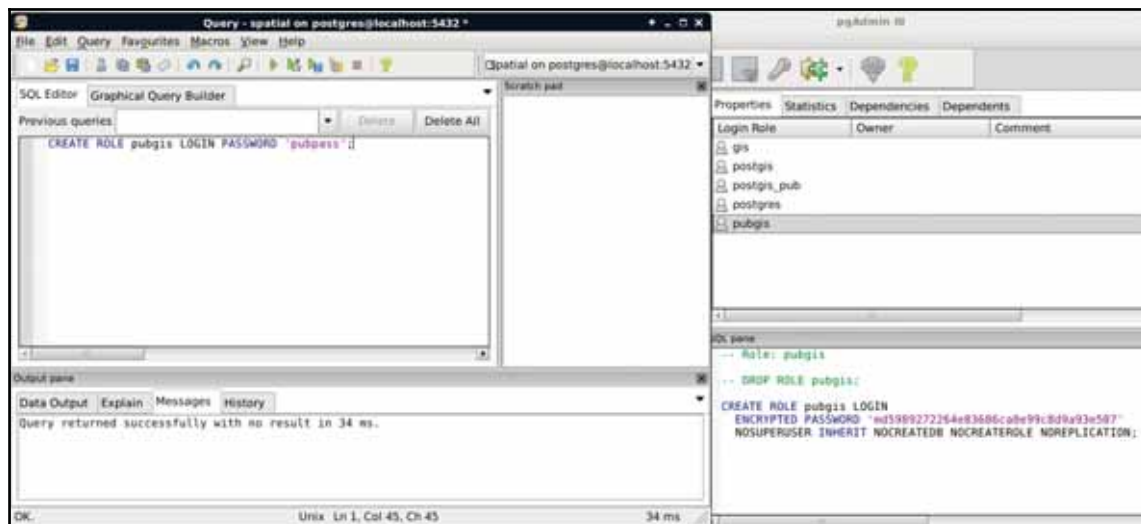 Query - spatial on postgres@localhost:5432 *
File Edit Query Favourites Macros View Help
spatial on postgres@localhost:5432
SQL Editor Graphical Query Builder
Previous queries Delete Delete All
CREATE ROLE pubgis LOGIN PASSWORD 'pubpass';
Scratch pad
Output pane
Data Output Explain Messages History
Query returned successfully with no result in 34 ms.
OK. Unix Ln 1, Col 45, Ch 45 34 ms
pgAdmin III
Properties Statistics Dependencies Dependents
Login Role Owner Comment
gis
postgis
postgis_pub
postgres
pubgis
SQL pane
-- Role: pubgis
-- DROP ROLE pubgis;
CREATE ROLE pubgis LOGIN
ENCRYPTED PASSWORD
NOSUPERUSER INHERIT NOCREATEDB NOCREATEROLE NOREPLICATION;